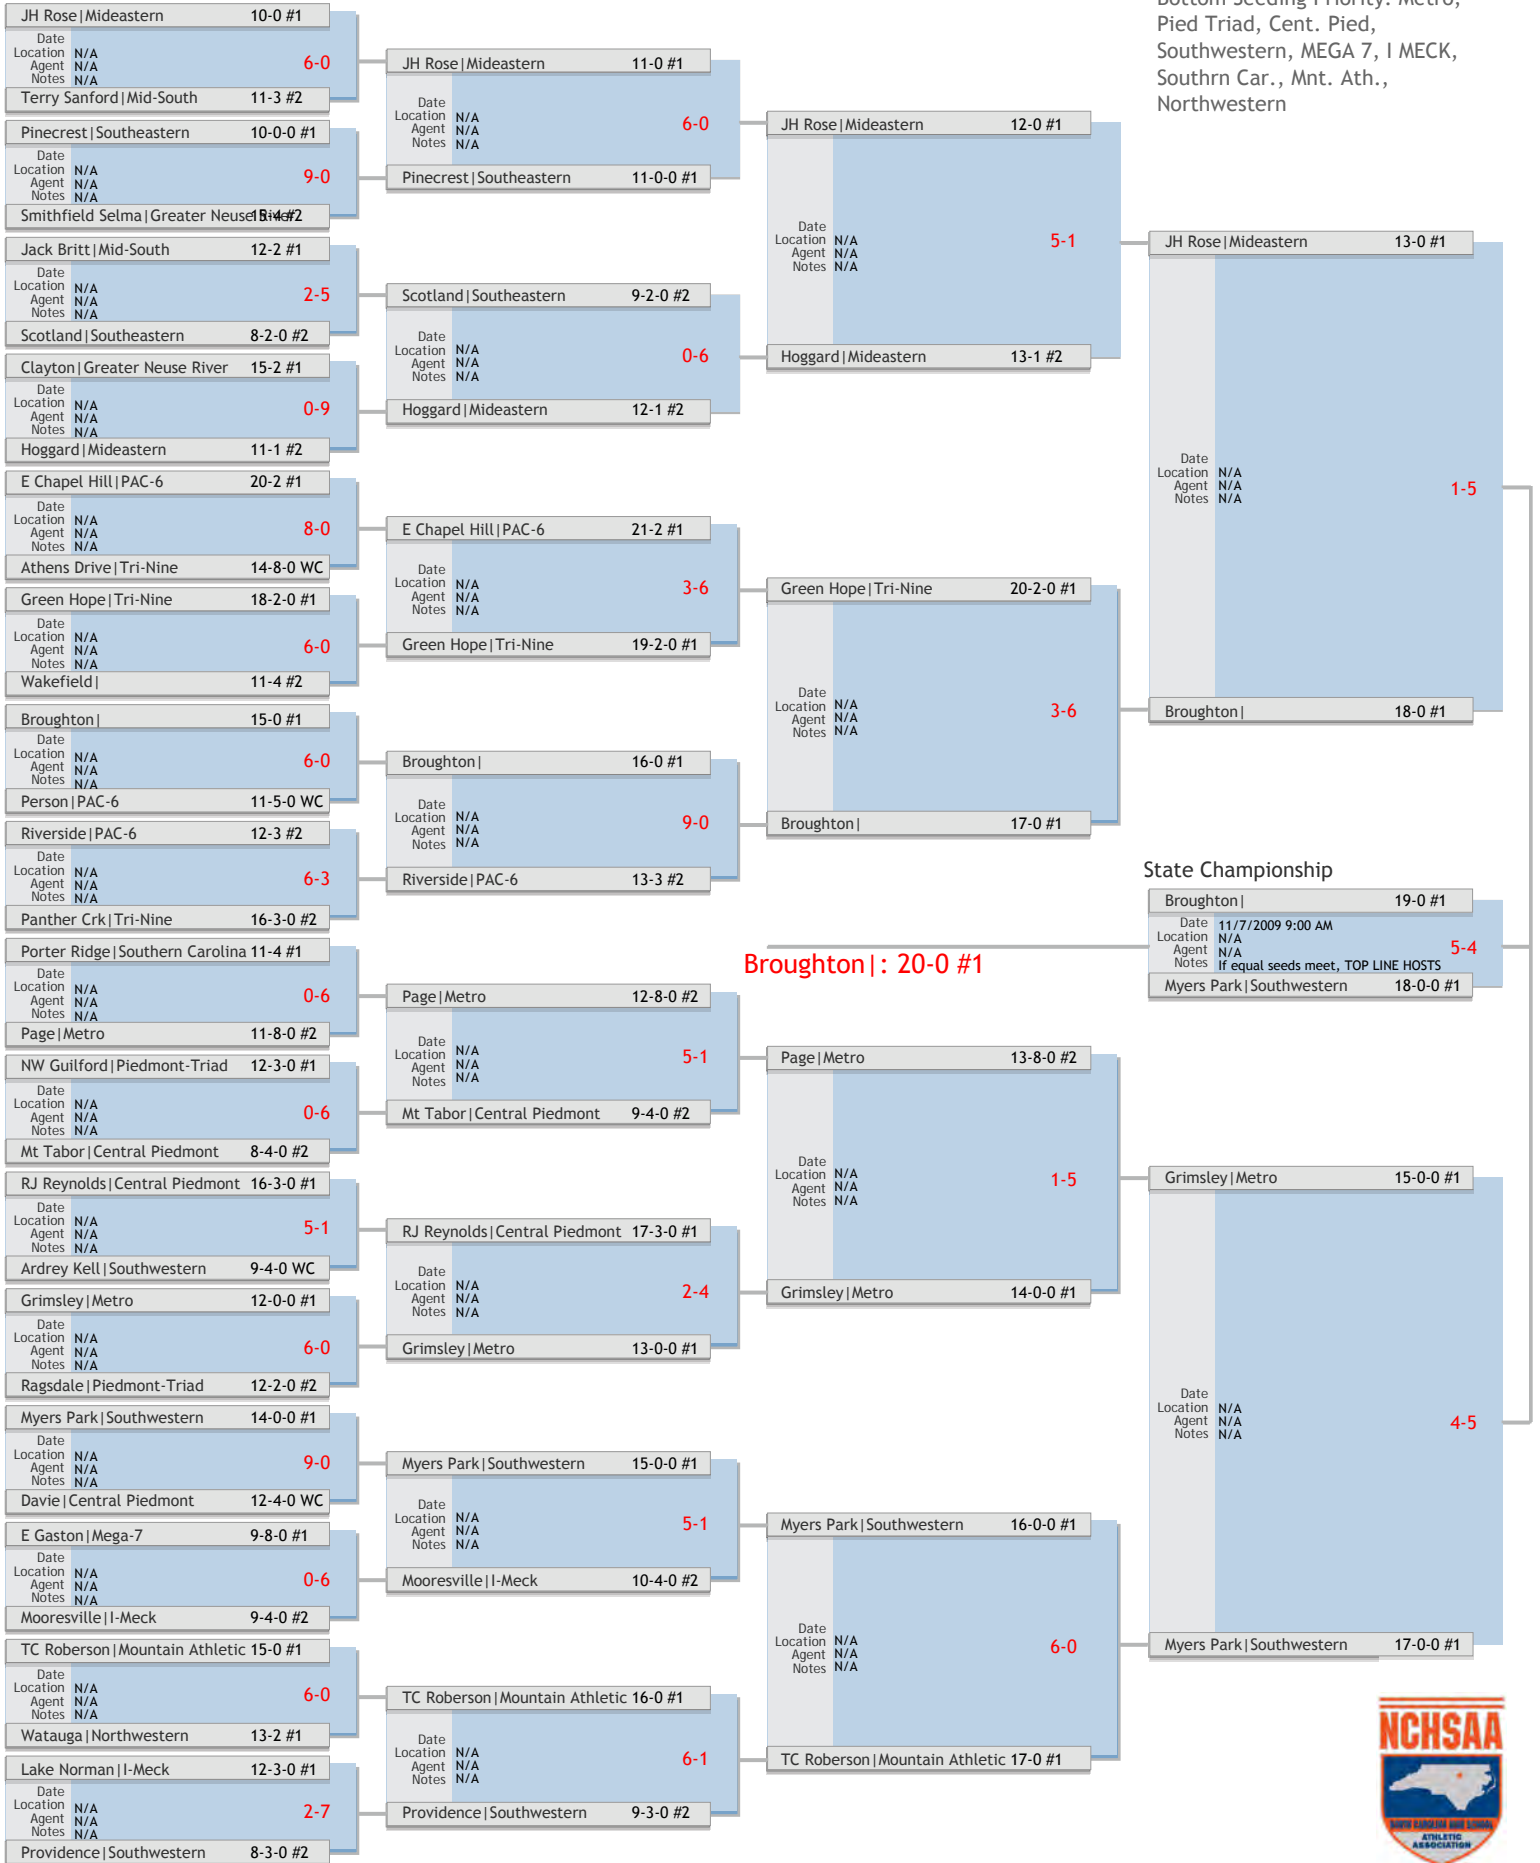 Bottom Seeding Priority: Metro,
Pied Triad, Cent. Pied,
Southwestern, MEGA 7, I MECK,
Southrn Car., Mnt. Ath.,
Northwestern
JH Rose|Mideastern 10-0 #1
Date
Location N/A
Agent N/A
Notes N/A
6-0
Terry Sanford|Mid-South 11-3 #2
Pinecrest|Southeastern 10-0-0 #1
Date
Location N/A
Agent N/A
Notes N/A
9-0
Smithfield Selma|Greater Neuse River 15-4 #2
Jack Britt|Mid-South 12-2 #1
Date
Location N/A
Agent N/A
Notes N/A
2-5
Scotland|Southeastern 8-2-0 #2
Clayton|Greater Neuse River 15-2 #1
Date
Location N/A
Agent N/A
Notes N/A
0-9
Hoggard|Mideastern 11-1 #2
E Chapel Hill|PAC-6 20-2 #1
Date
Location N/A
Agent N/A
Notes N/A
8-0
Athens Drive|Tri-Nine 14-8-0 WC
Green Hope|Tri-Nine 18-2-0 #1
Date
Location N/A
Agent N/A
Notes N/A
6-0
Wakefield| 11-4 #2
Broughton| 15-0 #1
Date
Location N/A
Agent N/A
Notes N/A
6-0
Person|PAC-6 11-5-0 WC
Riverside|PAC-6 12-3 #2
Date
Location N/A
Agent N/A
Notes N/A
6-3
Panther Crk|Tri-Nine 16-3-0 #2
Porter Ridge|Southern Carolina 11-4 #1
Date
Location N/A
Agent N/A
Notes N/A
0-6
Page|Metro 11-8-0 #2
NW Guilford|Piedmont-Triad 12-3-0 #1
Date
Location N/A
Agent N/A
Notes N/A
0-6
Mt Tabor|Central Piedmont 8-4-0 #2
RJ Reynolds|Central Piedmont 16-3-0 #1
Date
Location N/A
Agent N/A
Notes N/A
5-1
Ardrey Kell|Southwestern 9-4-0 WC
Grimsley|Metro 12-0-0 #1
Date
Location N/A
Agent N/A
Notes N/A
6-0
Ragsdale|Piedmont-Triad 12-2-0 #2
Myers Park|Southwestern 14-0-0 #1
Date
Location N/A
Agent N/A
Notes N/A
9-0
Davie|Central Piedmont 12-4-0 WC
E Gaston|Mega-7 9-8-0 #1
Date
Location N/A
Agent N/A
Notes N/A
0-6
Mooresville|I-Meck 9-4-0 #2
TC Roberson|Mountain Athletic 15-0 #1
Date
Location N/A
Agent N/A
Notes N/A
6-0
Watauga|Northwestern 13-2 #1
Lake Norman|I-Meck 12-3-0 #1
Date
Location N/A
Agent N/A
Notes N/A
2-7
Providence|Southwestern 8-3-0 #2
JH Rose|Mideastern 11-0 #1
Date
Location N/A
Agent N/A
Notes N/A
6-0
Pinecrest|Southeastern 11-0-0 #1
Scotland|Southeastern 9-2-0 #2
Date
Location N/A
Agent N/A
Notes N/A
0-6
Hoggard|Mideastern 12-1 #2
E Chapel Hill|PAC-6 21-2 #1
Date
Location N/A
Agent N/A
Notes N/A
3-6
Green Hope|Tri-Nine 19-2-0 #1
Broughton| 16-0 #1
Date
Location N/A
Agent N/A
Notes N/A
9-0
Riverside|PAC-6 13-3 #2
Page|Metro 12-8-0 #2
Date
Location N/A
Agent N/A
Notes N/A
5-1
Mt Tabor|Central Piedmont 9-4-0 #2
RJ Reynolds|Central Piedmont 17-3-0 #1
Date
Location N/A
Agent N/A
Notes N/A
2-4
Grimsley|Metro 13-0-0 #1
Myers Park|Southwestern 15-0-0 #1
Date
Location N/A
Agent N/A
Notes N/A
5-1
Mooresville|I-Meck 10-4-0 #2
TC Roberson|Mountain Athletic 16-0 #1
Date
Location N/A
Agent N/A
Notes N/A
6-1
Providence|Southwestern 9-3-0 #2
JH Rose|Mideastern 12-0 #1
Date
Location N/A
Agent N/A
Notes N/A
5-1
Hoggard|Mideastern 13-1 #2
Green Hope|Tri-Nine 20-2-0 #1
Date
Location N/A
Agent N/A
Notes N/A
3-6
Broughton| 17-0 #1
Page|Metro 13-8-0 #2
Date
Location N/A
Agent N/A
Notes N/A
1-5
Grimsley|Metro 14-0-0 #1
Myers Park|Southwestern 16-0-0 #1
Date
Location N/A
Agent N/A
Notes N/A
6-0
TC Roberson|Mountain Athletic 17-0 #1
JH Rose|Mideastern 13-0 #1
Date
Location N/A
Agent N/A
Notes N/A
1-5
Broughton| 18-0 #1
State Championship
Broughton| 19-0 #1
Date 11/7/2009 9:00 AM
Location N/A
Agent N/A
Notes If equal seeds meet, TOP LINE HOSTS
5-4
Myers Park|Southwestern 18-0-0 #1
Broughton|: 20-0 #1
Grimsley|Metro 15-0-0 #1
Date
Location N/A
Agent N/A
Notes N/A
4-5
Myers Park|Southwestern 17-0-0 #1
NCHSAA
NORTH CAROLINA HIGH SCHOOL
ATHLETIC
ASSOCIATION